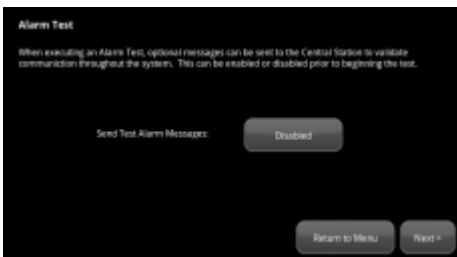 Alarm Test
When executing an Alarm Test, optional messages can be sent to the Central Station to validate
communiction throughout the system. This can be enabled or disabled prior to beginning the test.
Send Test Alarm Messages:
Disabled
Return to Menu
Next >